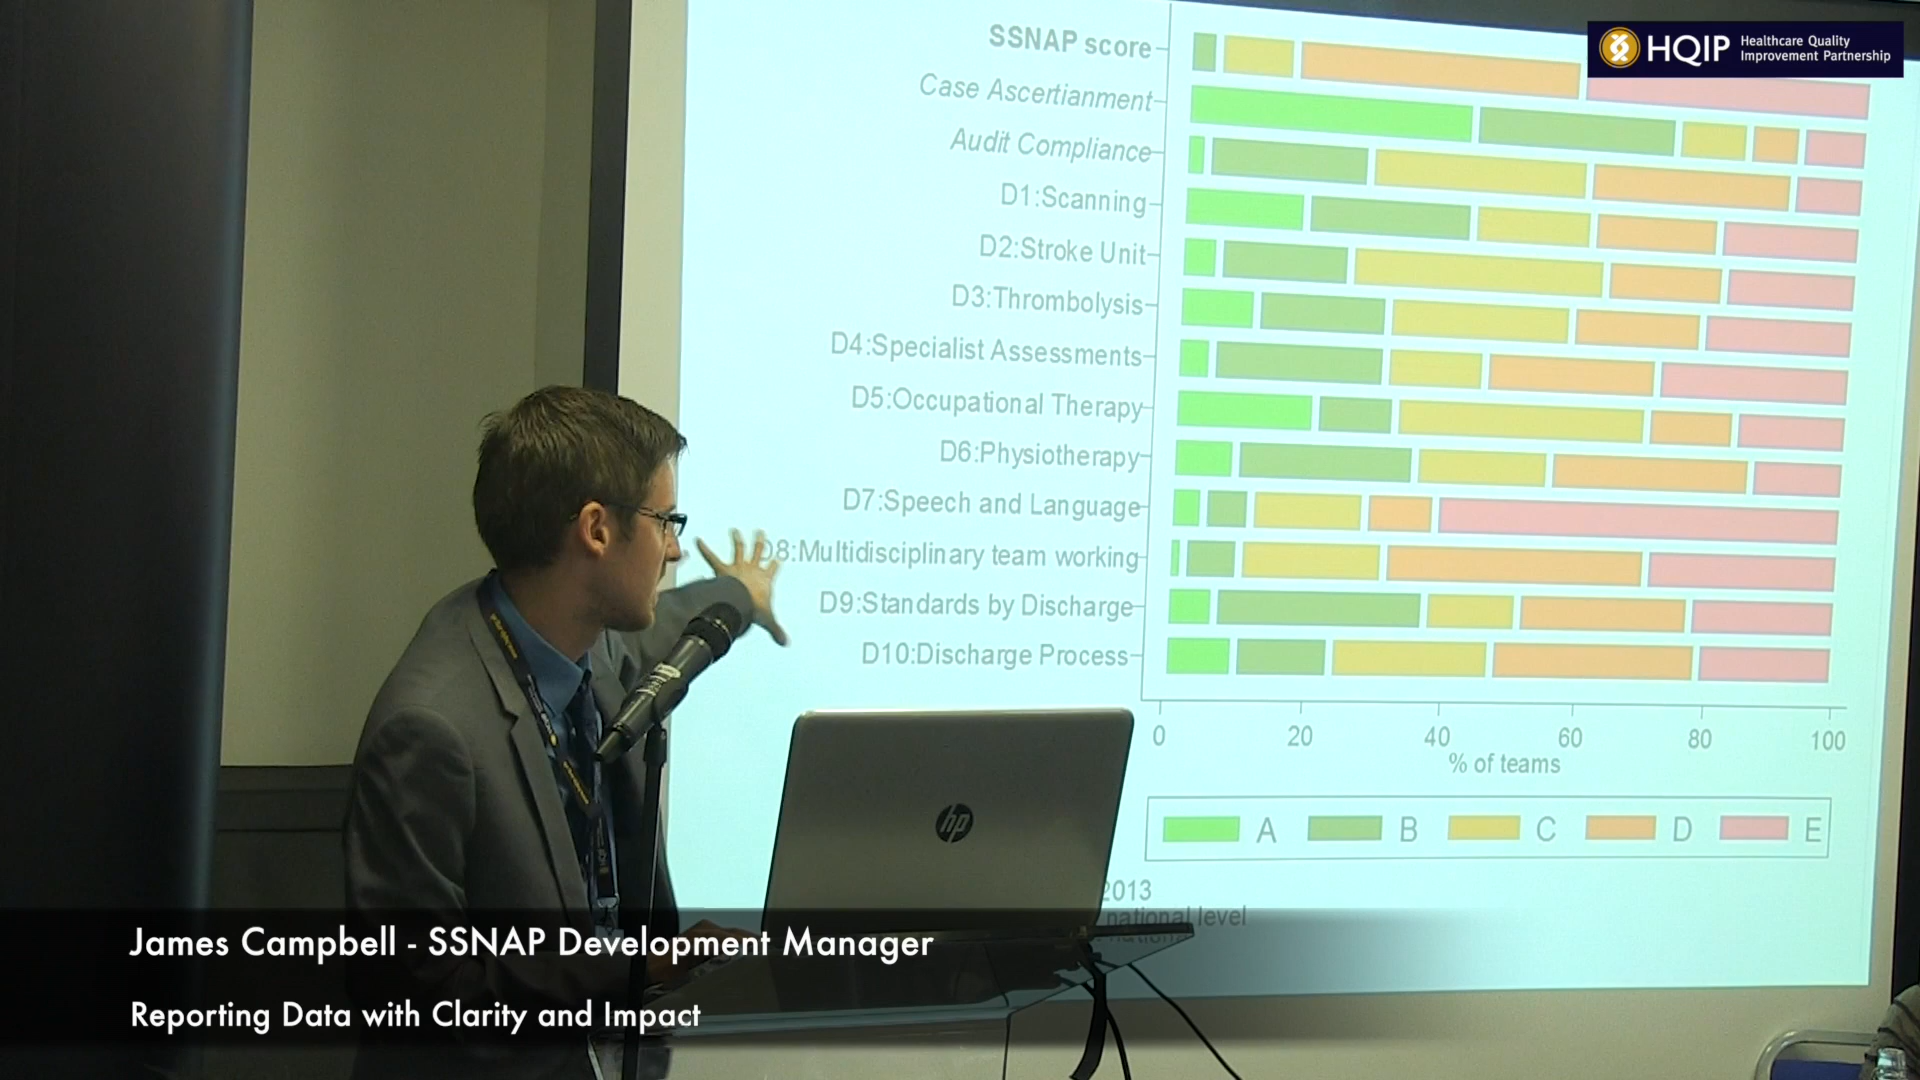 HQIP Healthcare Quality
Improvement Partnership
SSNAP score
Case Ascertianment
Audit Compliance
D1:Scanning
D2:Stroke Unit
D3:Thrombolysis
D4:Specialist Assessments
D5:Occupational Therapy
D6:Physiotherapy
D7:Speech and Language
D8:Multidisciplinary team working
D9:Standards by Discharge
D10:Discharge Process
0 20 40 60 80 100
% of teams
A B C D E
2013
national level
hp
James Campbell - SSNAP Development Manager
Reporting Data with Clarity and Impact